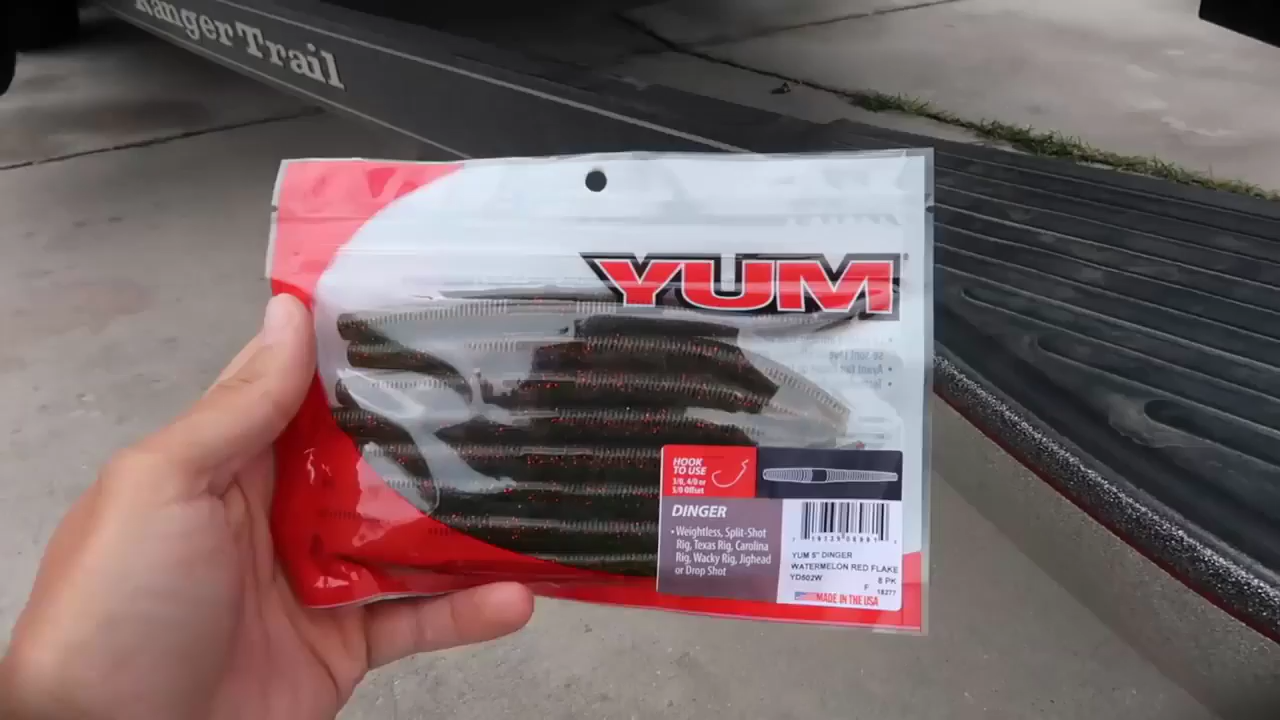 RangerTrail
YUM
HOOK
TO USE
3/0, 4/0 or
5/0 Offset
DINGER
• Weightless, Split-Shot
Rig, Texas Rig, Carolina
Rig, Wacky Rig, Jighead
or Drop Shot
YUM 5" DINGER
WATERMELON RED FLAKE
YD502W 8 PK
F 18277
MADE IN THE USA